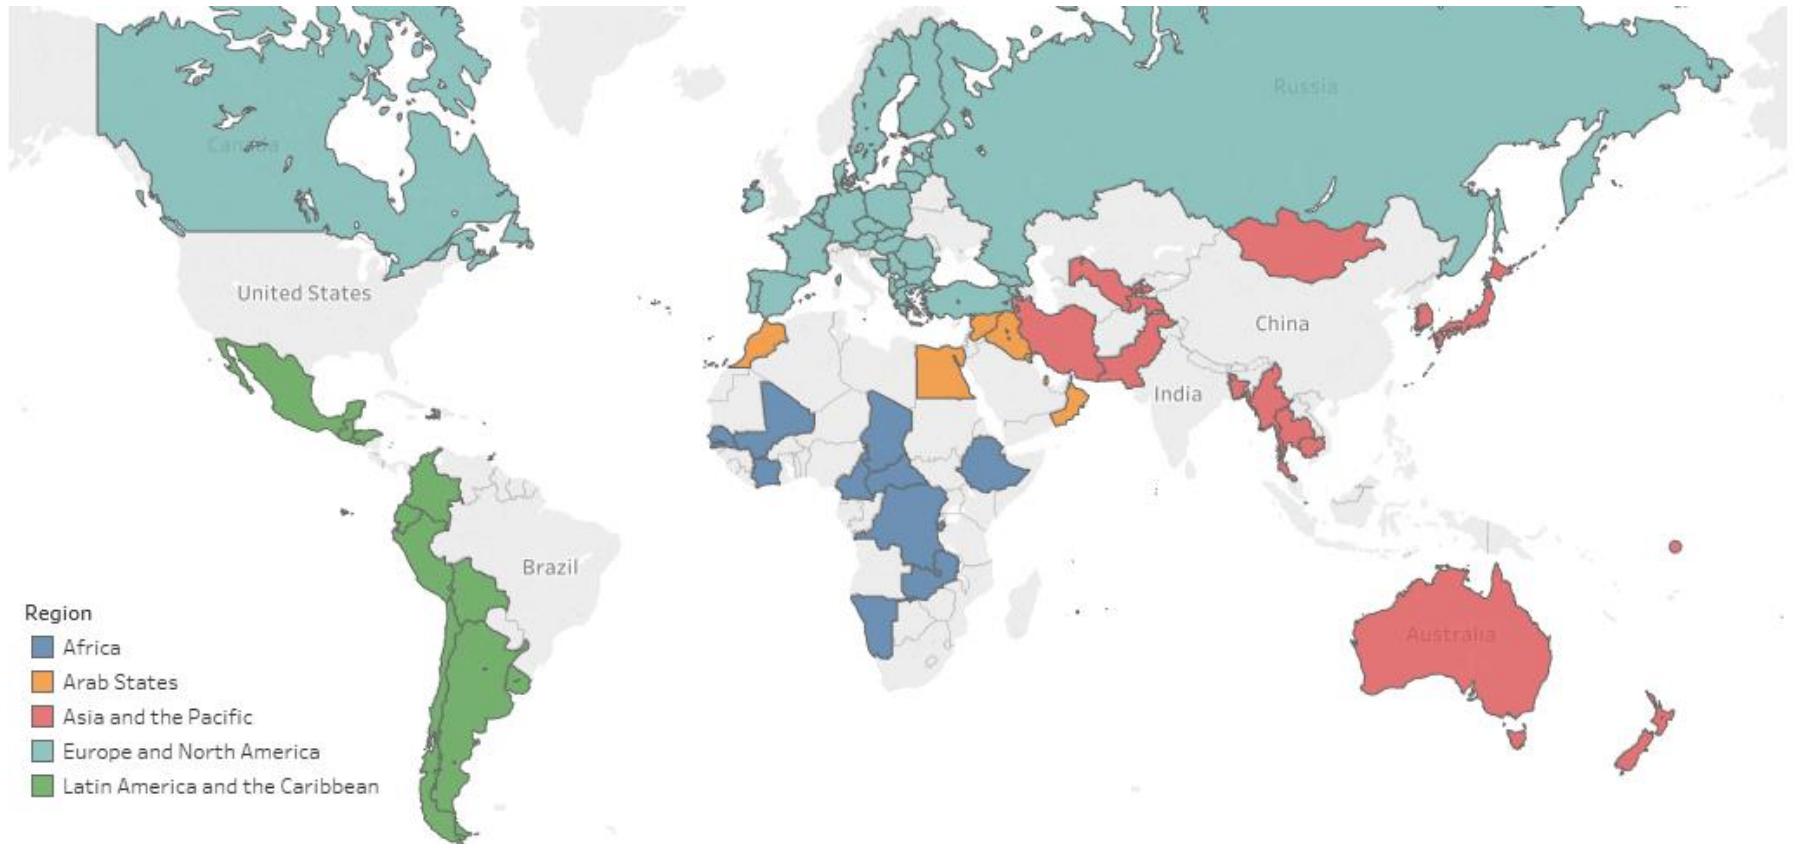 Russia
Canada
United States
China
India
Brazil
Australia
Region
Africa
Arab States
Asia and the Pacific
Europe and North America
Latin America and the Caribbean